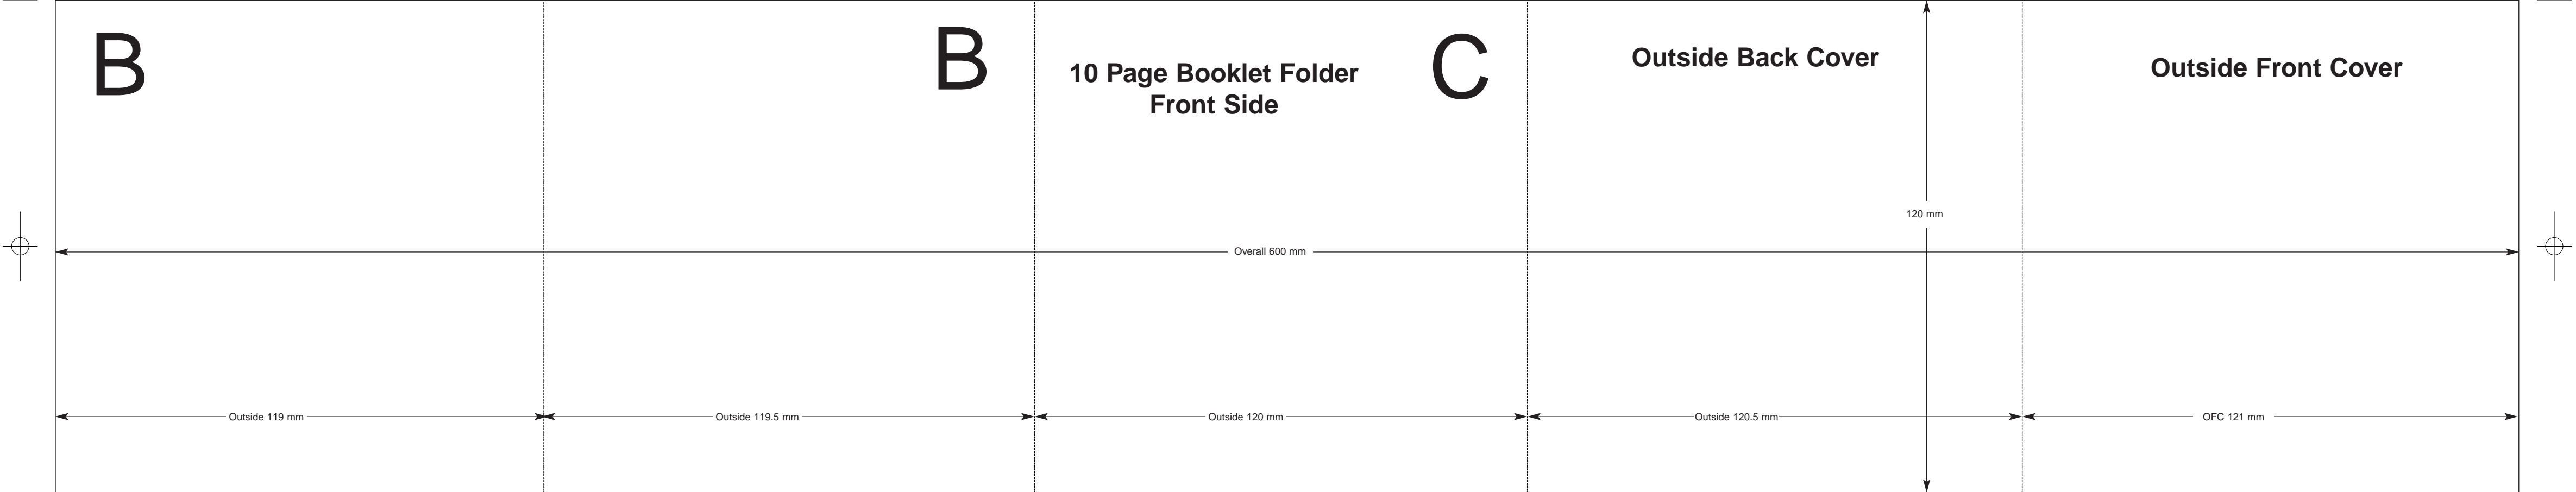 B
B
10 Page Booklet Folder
Front Side
C
Outside Back Cover
Outside Front Cover
120 mm
Overall 600 mm
Outside 119 mm
Outside 119.5 mm
Outside 120 mm
Outside 120.5 mm
OFC 121 mm